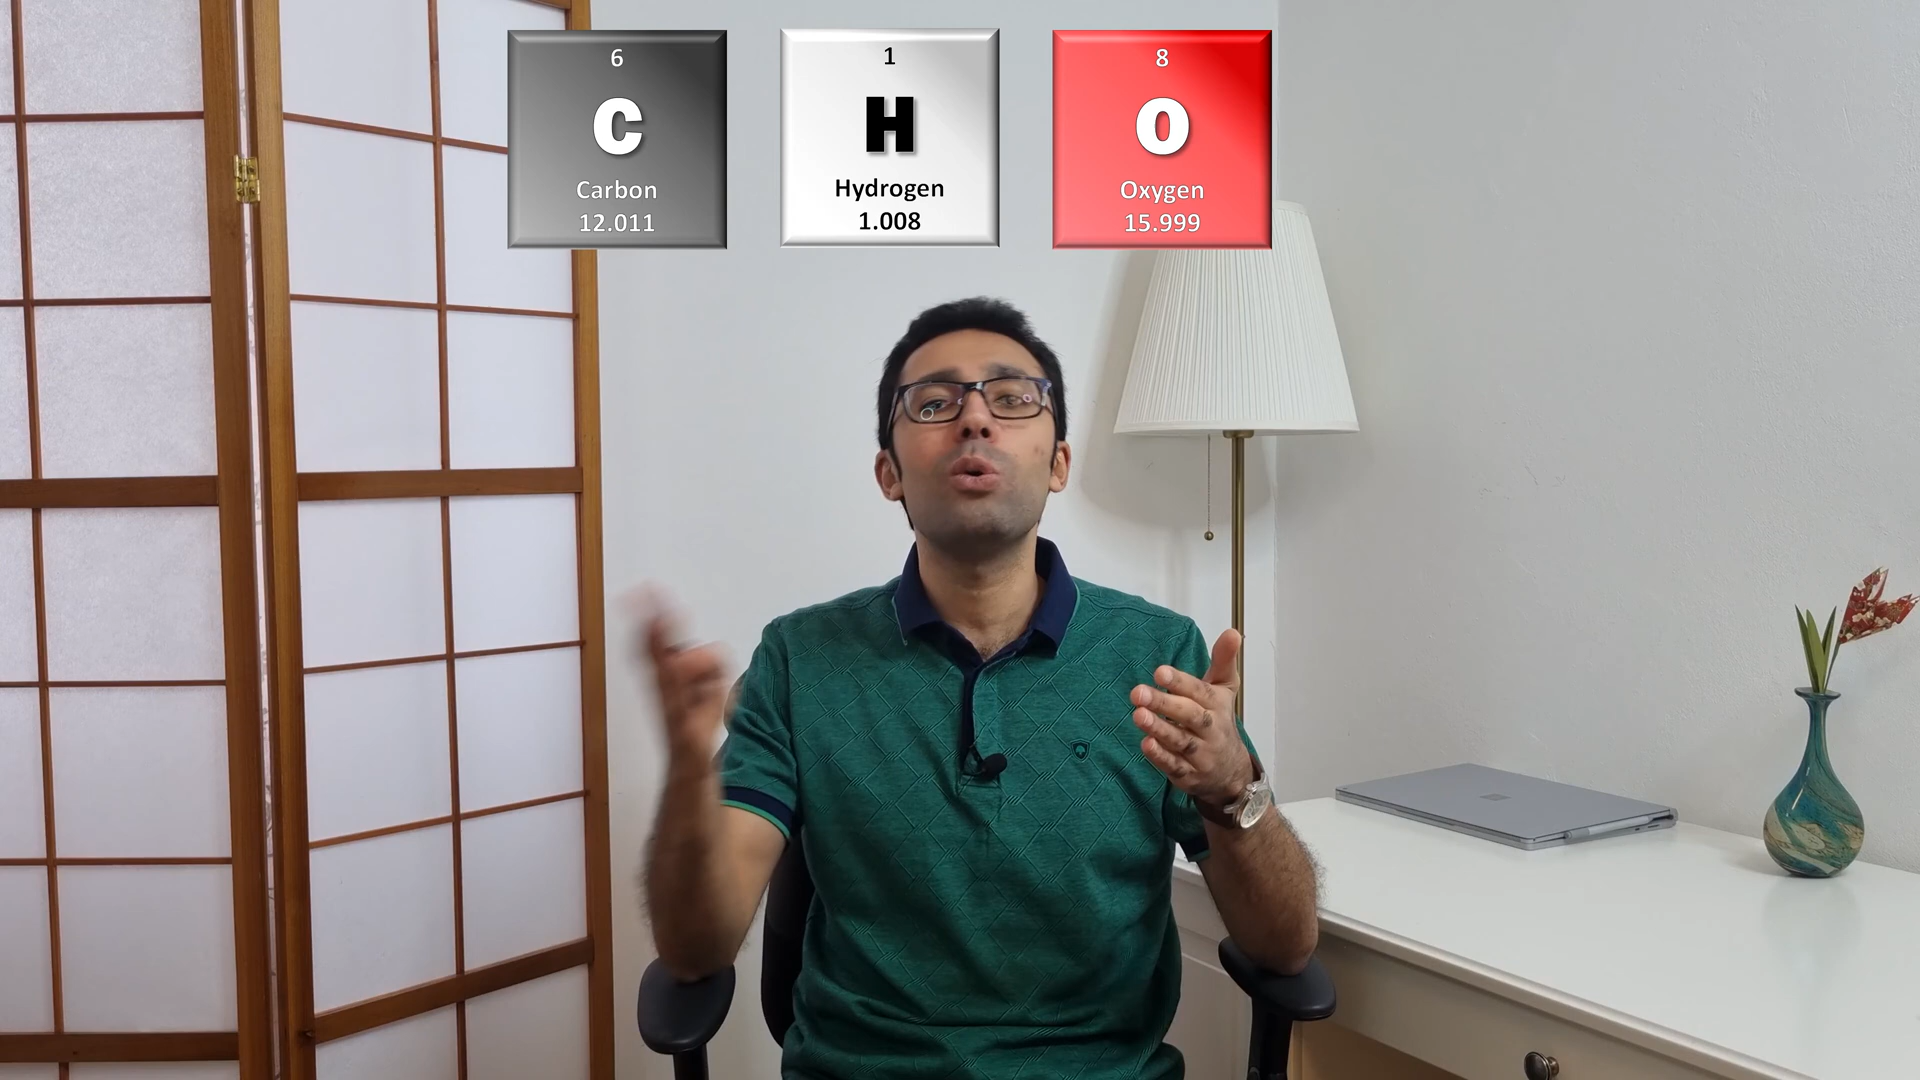 6
C
Carbon
12.011
1
H
Hydrogen
1.008
8
O
Oxygen
15.999